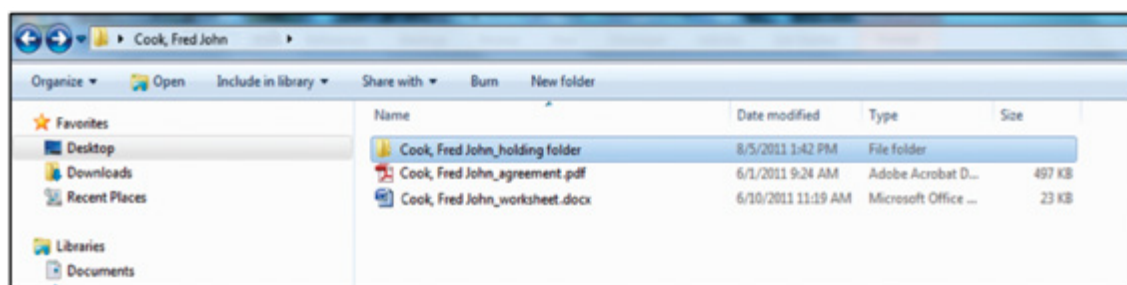 Cook, Fred John
Organize Open Include in library Share with Burn New folder
Favorites
Desktop
Downloads
Recent Places
Libraries
Documents
Name Date modified Type Size
Cook, Fred John_holding folder 8/5/2011 1:42 PM File folder
Cook, Fred John_agreement.pdf 6/1/2011 9:24 AM Adobe Acrobat D... 497 KB
Cook, Fred John_worksheet.docx 6/10/2011 11:19 AM Microsoft Office ... 23 KB